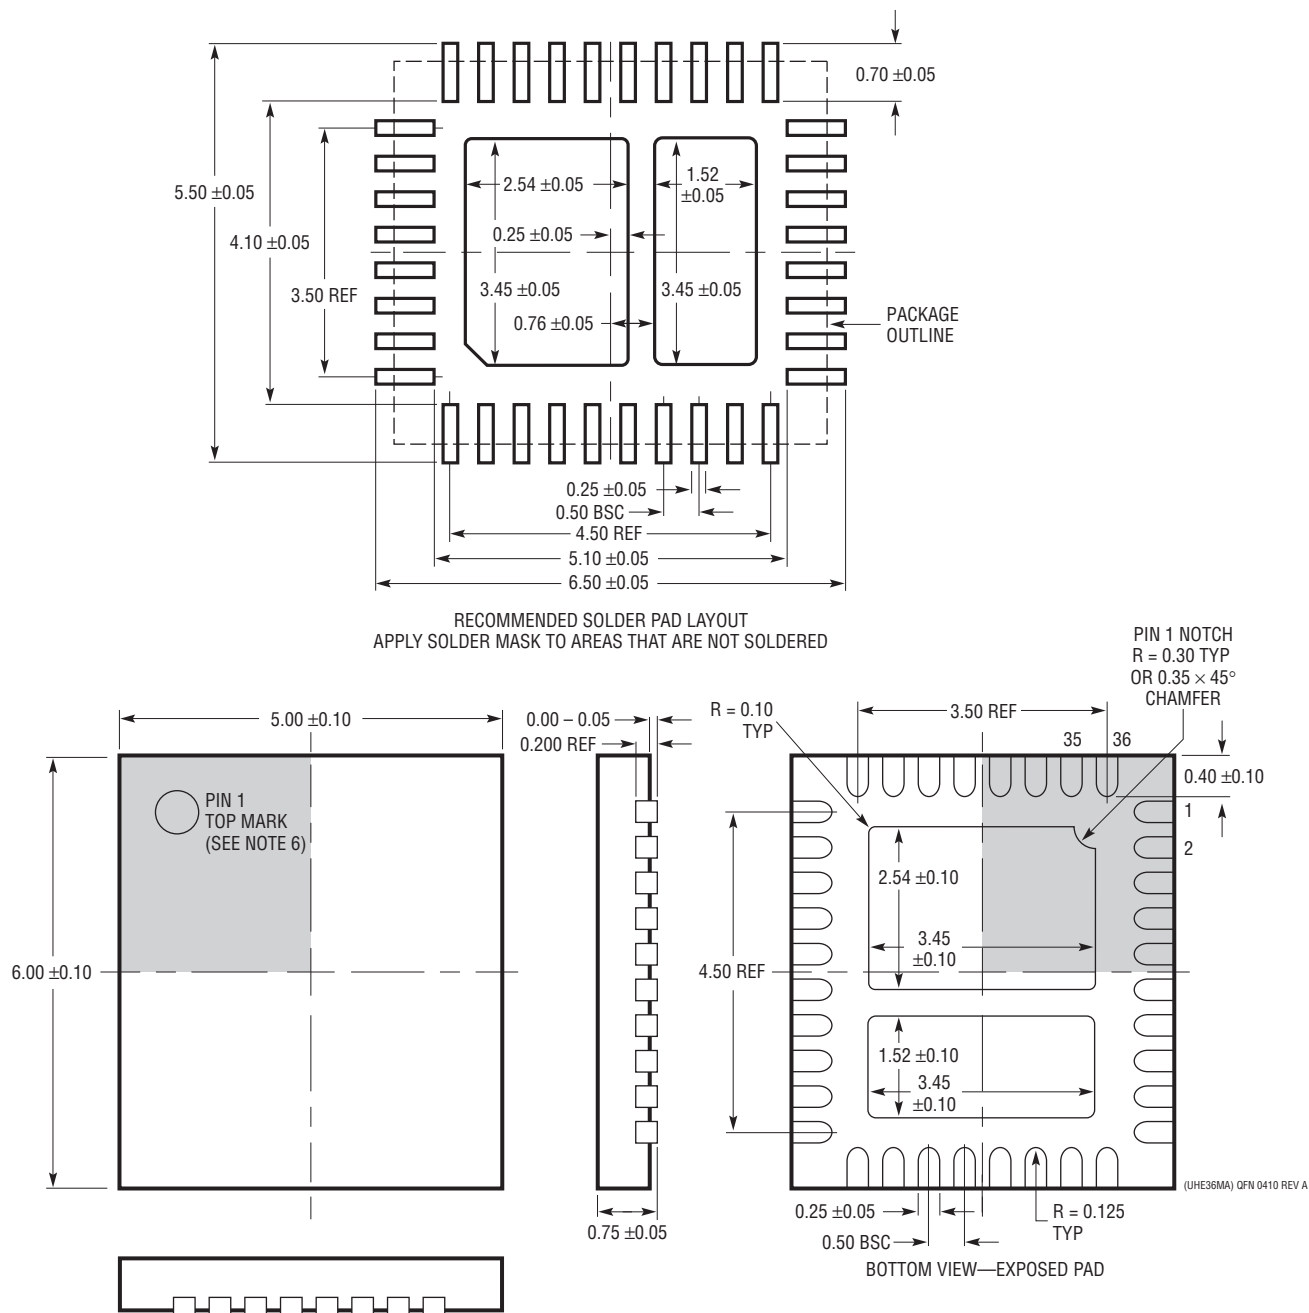 0.70 ±0.05
5.50 ±0.05
4.10 ±0.05
3.50 REF
2.54 ±0.05
1.52
±0.05
0.25 ±0.05
3.45 ±0.05
3.45 ±0.05
0.76 ±0.05
PACKAGE
OUTLINE
0.25 ±0.05
0.50 BSC
4.50 REF
5.10 ±0.05
6.50 ±0.05
RECOMMENDED SOLDER PAD LAYOUT
APPLY SOLDER MASK TO AREAS THAT ARE NOT SOLDERED
5.00 ±0.10
PIN 1
TOP MARK
(SEE NOTE 6)
6.00 ±0.10
0.00 – 0.05
0.200 REF
0.75 ±0.05
PIN 1 NOTCH
R = 0.30 TYP
OR 0.35 × 45°
CHAMFER
R = 0.10
TYP
3.50 REF
35
36
0.40 ±0.10
1
2
2.54 ±0.10
3.45
±0.10
4.50 REF
1.52 ±0.10
3.45
±0.10
(UHE36MA) QFN 0410 REV A
0.25 ±0.05
R = 0.125
TYP
0.50 BSC
BOTTOM VIEW—EXPOSED PAD